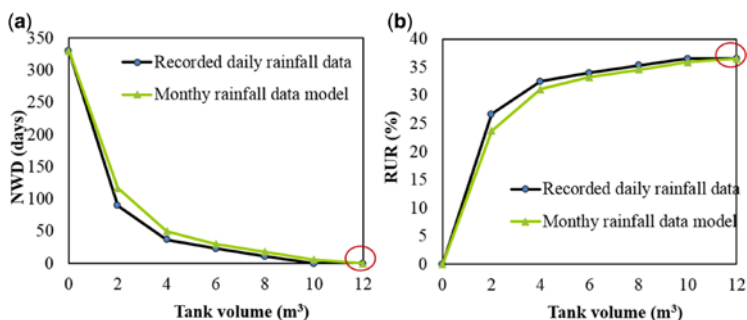 (a)
350
300
250
200
150
100
50
0
NWD (days)
Recorded daily rainfall data
Monthy rainfall data model
0 2 4 6 8 10 12
Tank volume (m³)
(b)
40
35
30
25
20
15
10
5
0
RUR (%)
Recorded daily rainfall data
Monthy rainfall data model
0 2 4 6 8 10 12
Tank volume (m³)